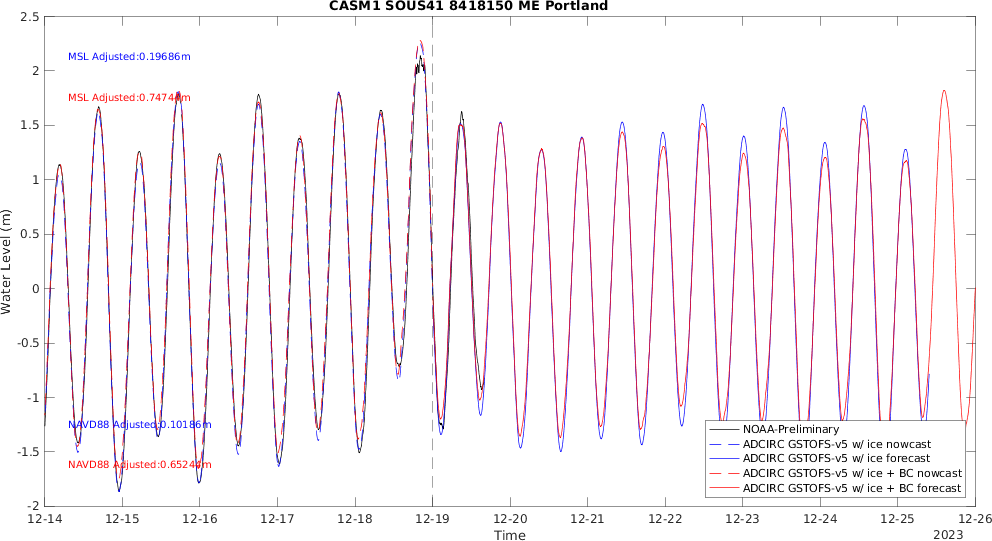 CASM1 SOUS41 8418150 ME Portland
2.5
2
1.5
1
0.5
0
-0.5
-1
-1.5
-2
Water Level (m)
MSL Adjusted:0.19686m
MSL Adjusted:0.74744m
NAVD88 Adjusted:0.10186m
NAVD88 Adjusted:0.65244m
NOAA-Preliminary
ADCIRC GSTOFS-v5 w/ ice nowcast
ADCIRC GSTOFS-v5 w/ ice forecast
ADCIRC GSTOFS-v5 w/ ice + BC nowcast
ADCIRC GSTOFS-v5 w/ ice + BC forecast
12-14 12-15 12-16 12-17 12-18 12-19 12-20 12-21 12-22 12-23 12-24 12-25 12-26
Time
2023